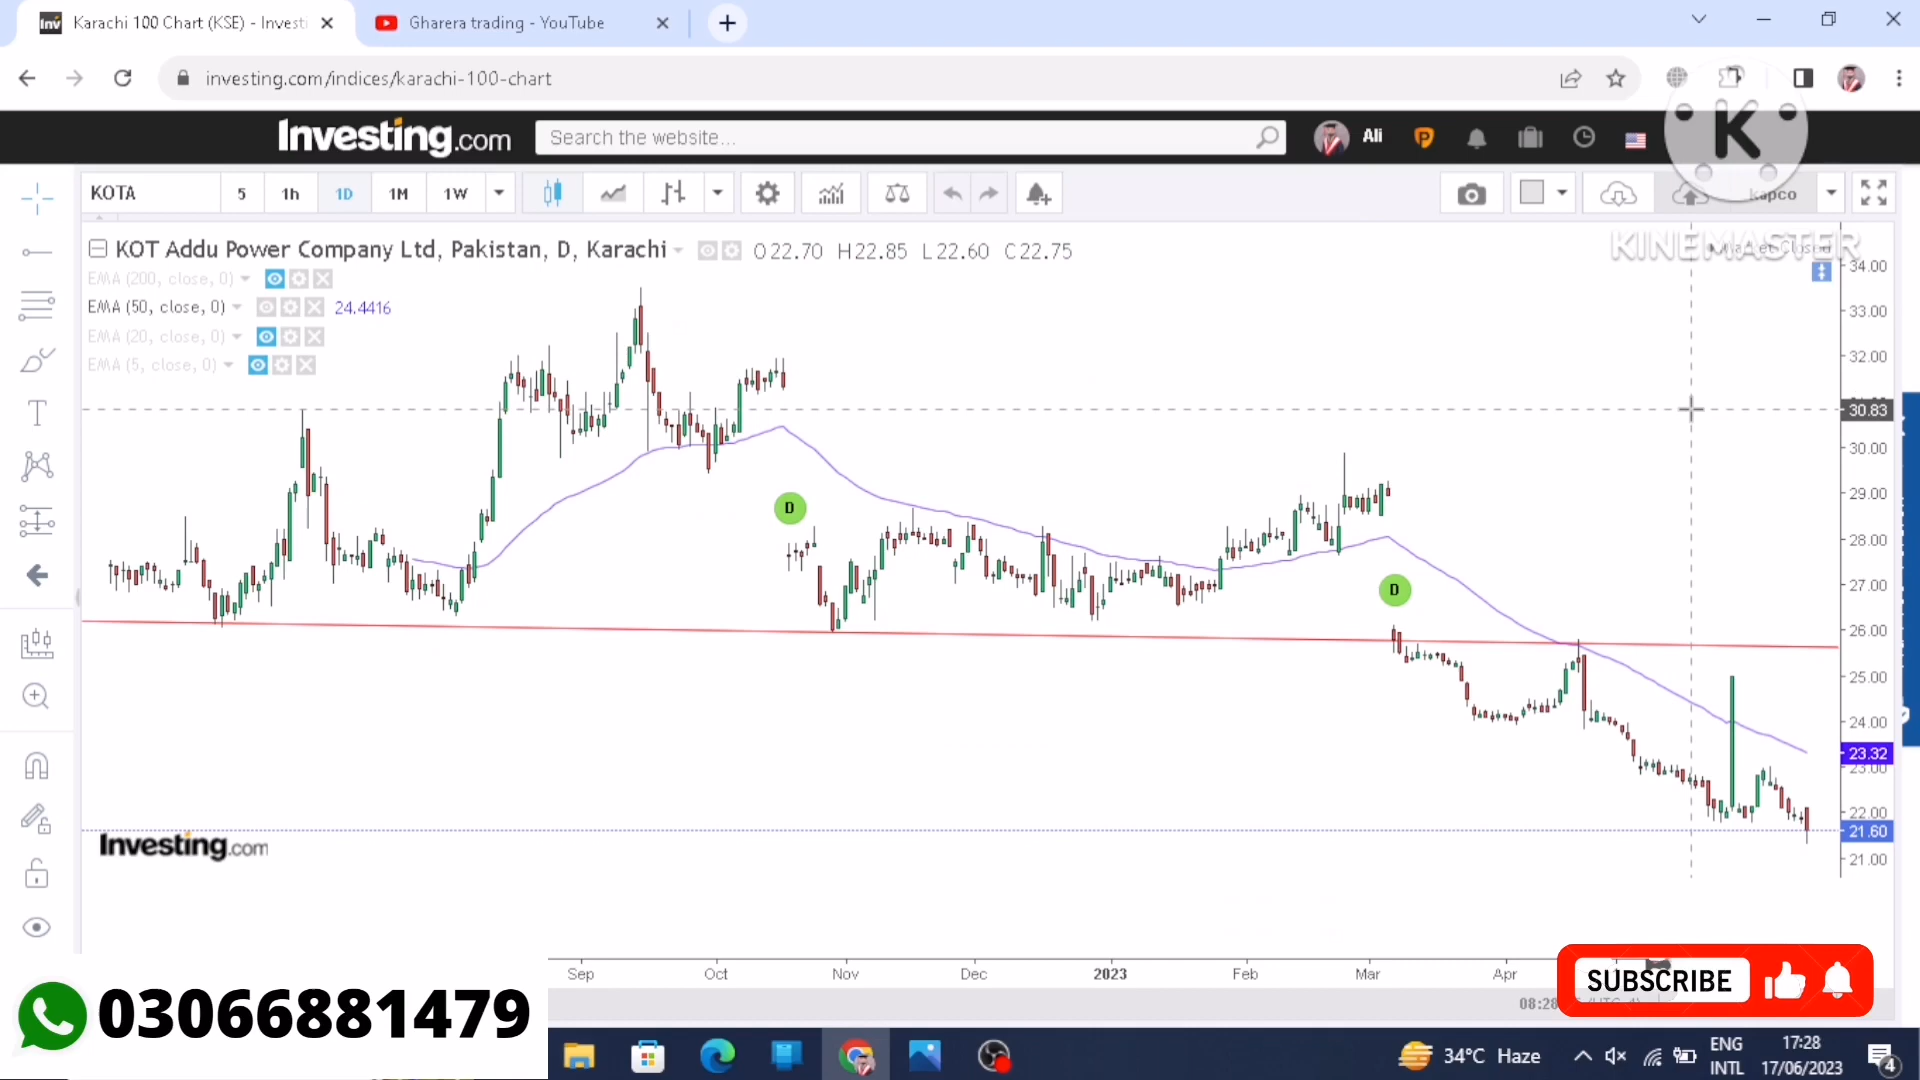 Karachi 100 Chart (KSE) - Investi
Gharera trading - YouTube
investing.com/indices/karachi-100-chart
Investing.com
Search the website...
Ali
P
K
KOTA
5
1h
1D
1M
1W
kapco
KOT Addu Power Company Ltd, Pakistan, D, Karachi
O22.70 H22.85 L22.60 C22.75
KINEMASTER
EMA (200, close, 0)
EMA (50, close, 0)
24.4416
EMA (20, close, 0)
EMA (5, close, 0)
34.00
33.00
32.00
30.83
30.00
29.00
28.00
27.00
26.00
25.00
24.00
23.32
23.00
22.00
21.60
21.00
D
D
Investing.com
Sep
Oct
Nov
Dec
2023
Feb
Mar
Apr
SUBSCRIBE
03066881479
34°C Haze
ENG
INTL
17:28
17/06/2023
4